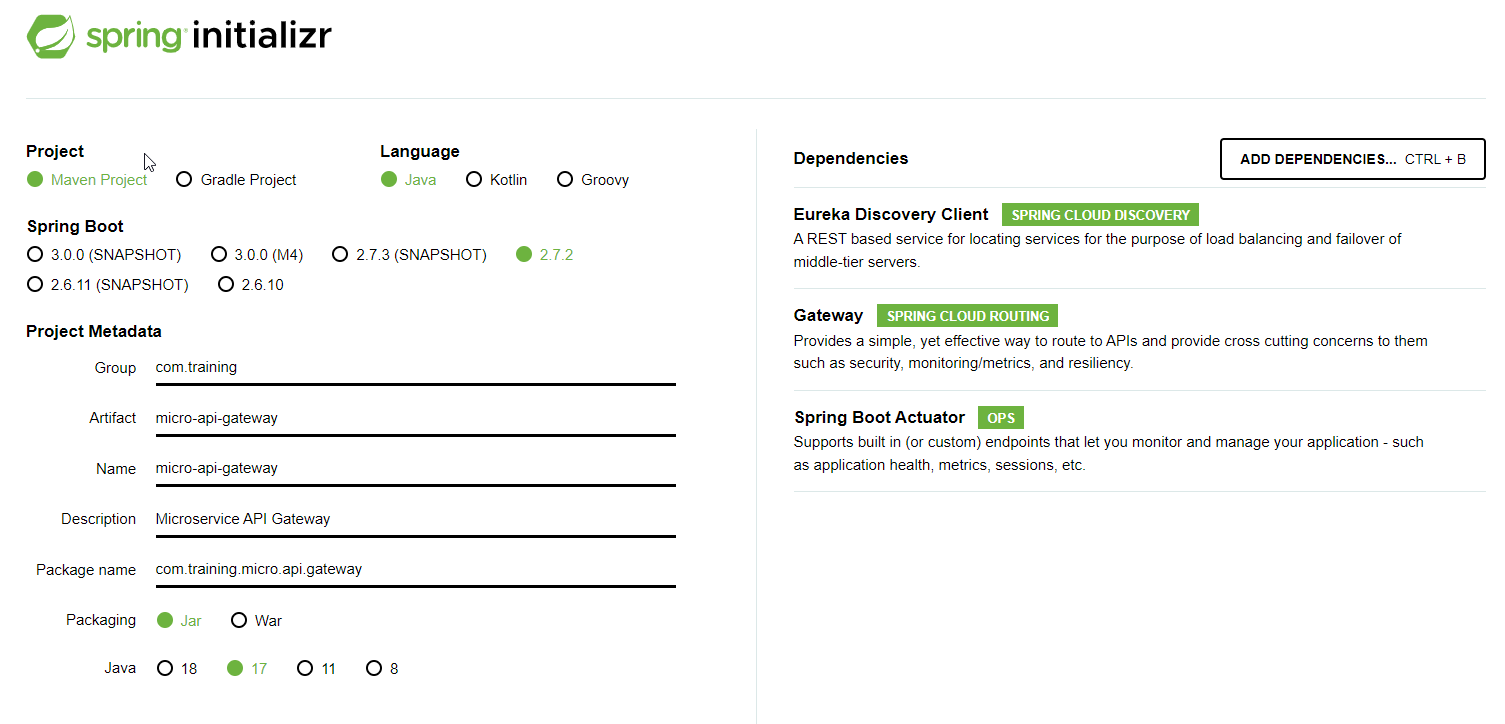 spring initializr
Project
Maven Project Gradle Project
Language
Java Kotlin Groovy
Spring Boot
3.0.0 (SNAPSHOT) 3.0.0 (M4) 2.7.3 (SNAPSHOT) 2.7.2
2.6.11 (SNAPSHOT) 2.6.10
Project Metadata
Group com.training
Artifact micro-api-gateway
Name micro-api-gateway
Description Microservice API Gateway
Package name com.training.micro.api.gateway
Packaging Jar War
Java 18 17 11 8
Dependencies ADD DEPENDENCIES... CTRL + B
Eureka Discovery Client SPRING CLOUD DISCOVERY
A REST based service for locating services for the purpose of load balancing and failover of
middle-tier servers.
Gateway SPRING CLOUD ROUTING
Provides a simple, yet effective way to route to APIs and provide cross cutting concerns to them
such as security, monitoring/metrics, and resiliency.
Spring Boot Actuator OPS
Supports built in (or custom) endpoints that let you monitor and manage your application - such
as application health, metrics, sessions, etc.